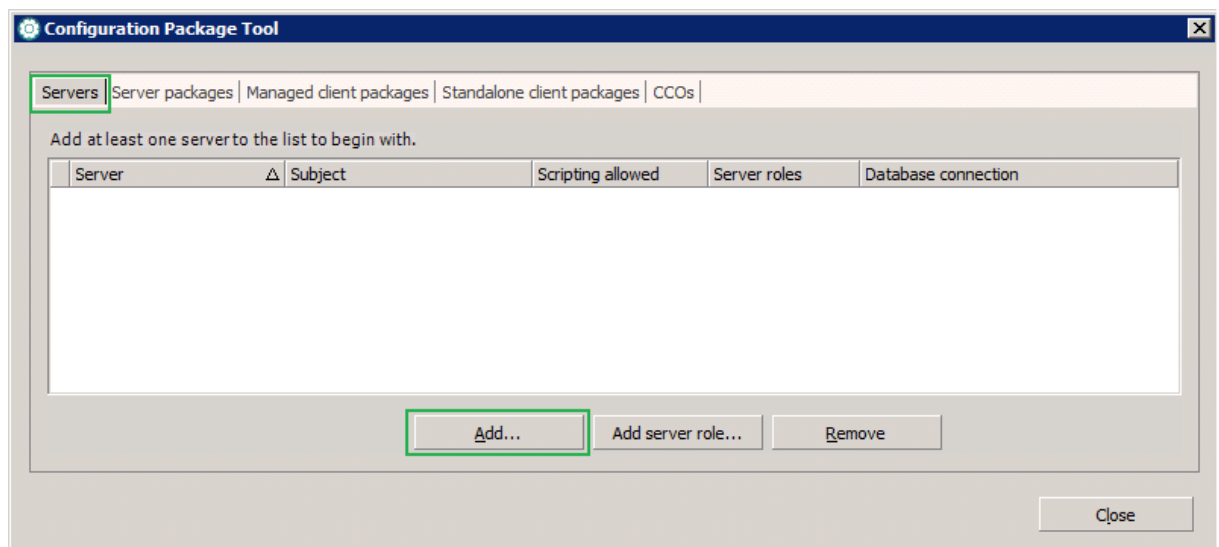 Configuration Package Tool
Servers Server packages Managed client packages Standalone client packages CCOs
Add at least one server to the list to begin with.
Server Subject Scripting allowed Server roles Database connection
Add... Add server role... Remove
Close